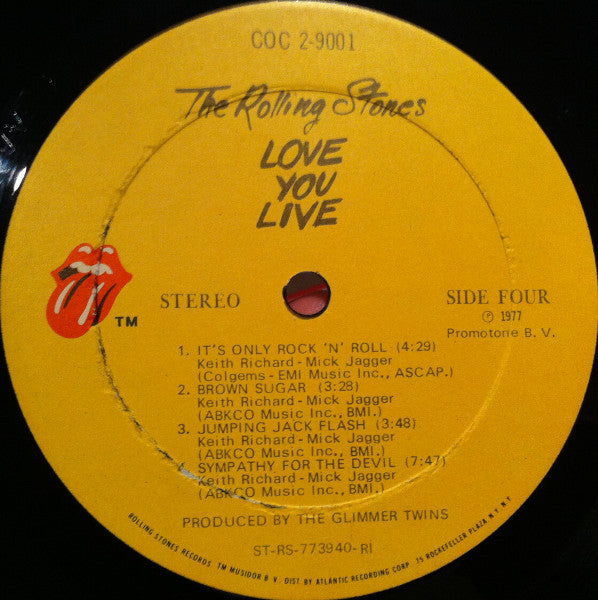 COC 2-9001
The Rolling Stones
LOVE
YOU
LIVE
STEREO
SIDE FOUR
℗ 1977
Promotone B. V.
TM
1. IT'S ONLY ROCK 'N' ROLL (4:29)
Keith Richard - Mick Jagger
(Colgems - EMI Music Inc., ASCAP.)
2. BROWN SUGAR (3:28)
Keith Richard - Mick Jagger
(ABKCO Music Inc., BMI.)
3. JUMPING JACK FLASH (3:48)
Keith Richard - Mick Jagger
(ABKCO Music Inc., BMI.)
4. SYMPATHY FOR THE DEVIL (7:47)
Keith Richard - Mick Jagger
(ABKCO Music Inc., BMI.)
PRODUCED BY THE GLIMMER TWINS
ST-RS-773940-RI
ROLLING STONES RECORDS TM MUSIDOR B V. DIST BY ATLANTIC RECORDING CORP 75 ROCKEFELLER PLAZA, N.Y. N.Y.